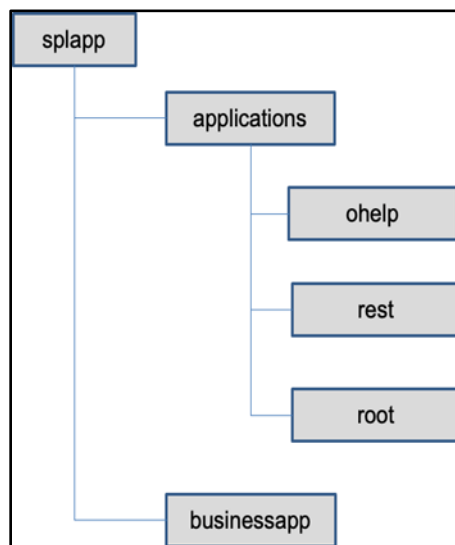 splapp
applications
ohelp
rest
root
businessapp